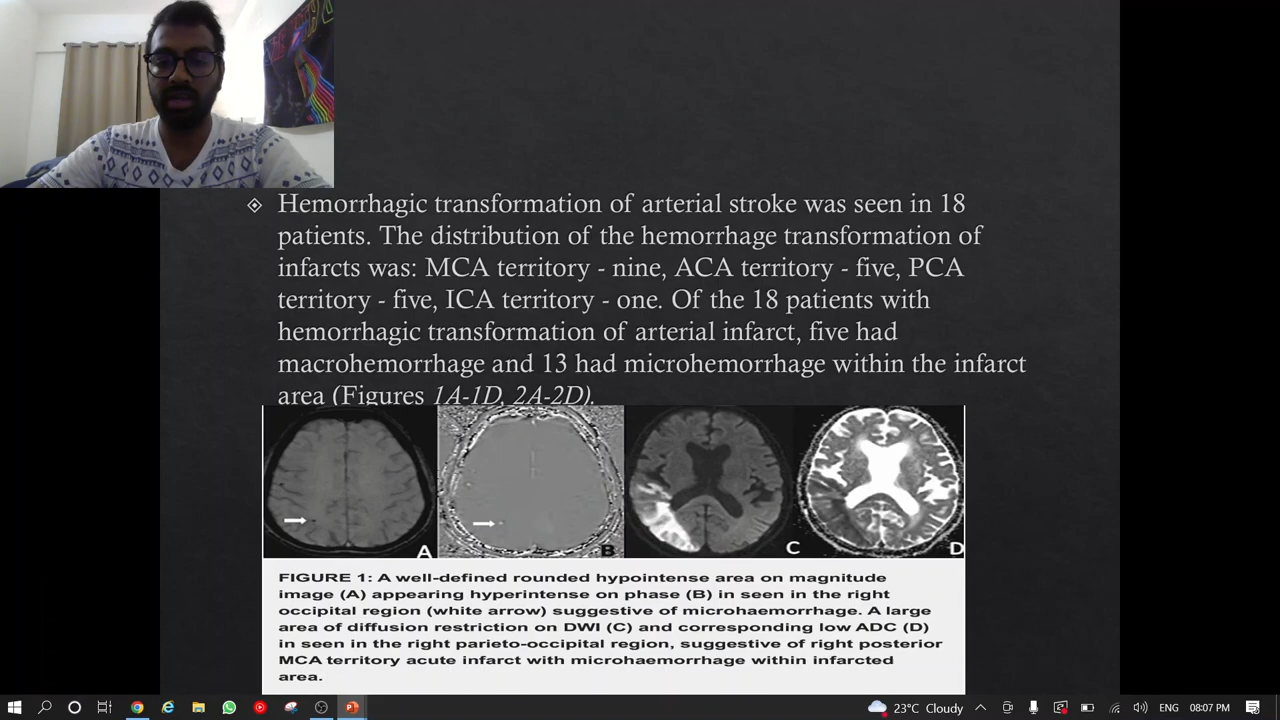 Hemorrhagic transformation of arterial stroke was seen in 18
patients. The distribution of the hemorrhage transformation of
infarcts was: MCA territory - nine, ACA territory - five, PCA
territory - five, ICA territory - one. Of the 18 patients with
hemorrhagic transformation of arterial infarct, five had
macrohemorrhage and 13 had microhemorrhage within the infarct
area (Figures 1A-1D, 2A-2D).
A B C D
FIGURE 1: A well-defined rounded hypointense area on magnitude
image (A) appearing hyperintense on phase (B) in seen in the right
occipital region (white arrow) suggestive of microhaemorrhage. A large
area of diffusion restriction on DWI (C) and corresponding low ADC (D)
in seen in the right parieto-occipital region, suggestive of right posterior
MCA territory acute infarct with microhaemorrhage within infarcted
area.
23°C Cloudy ENG 08:07 PM